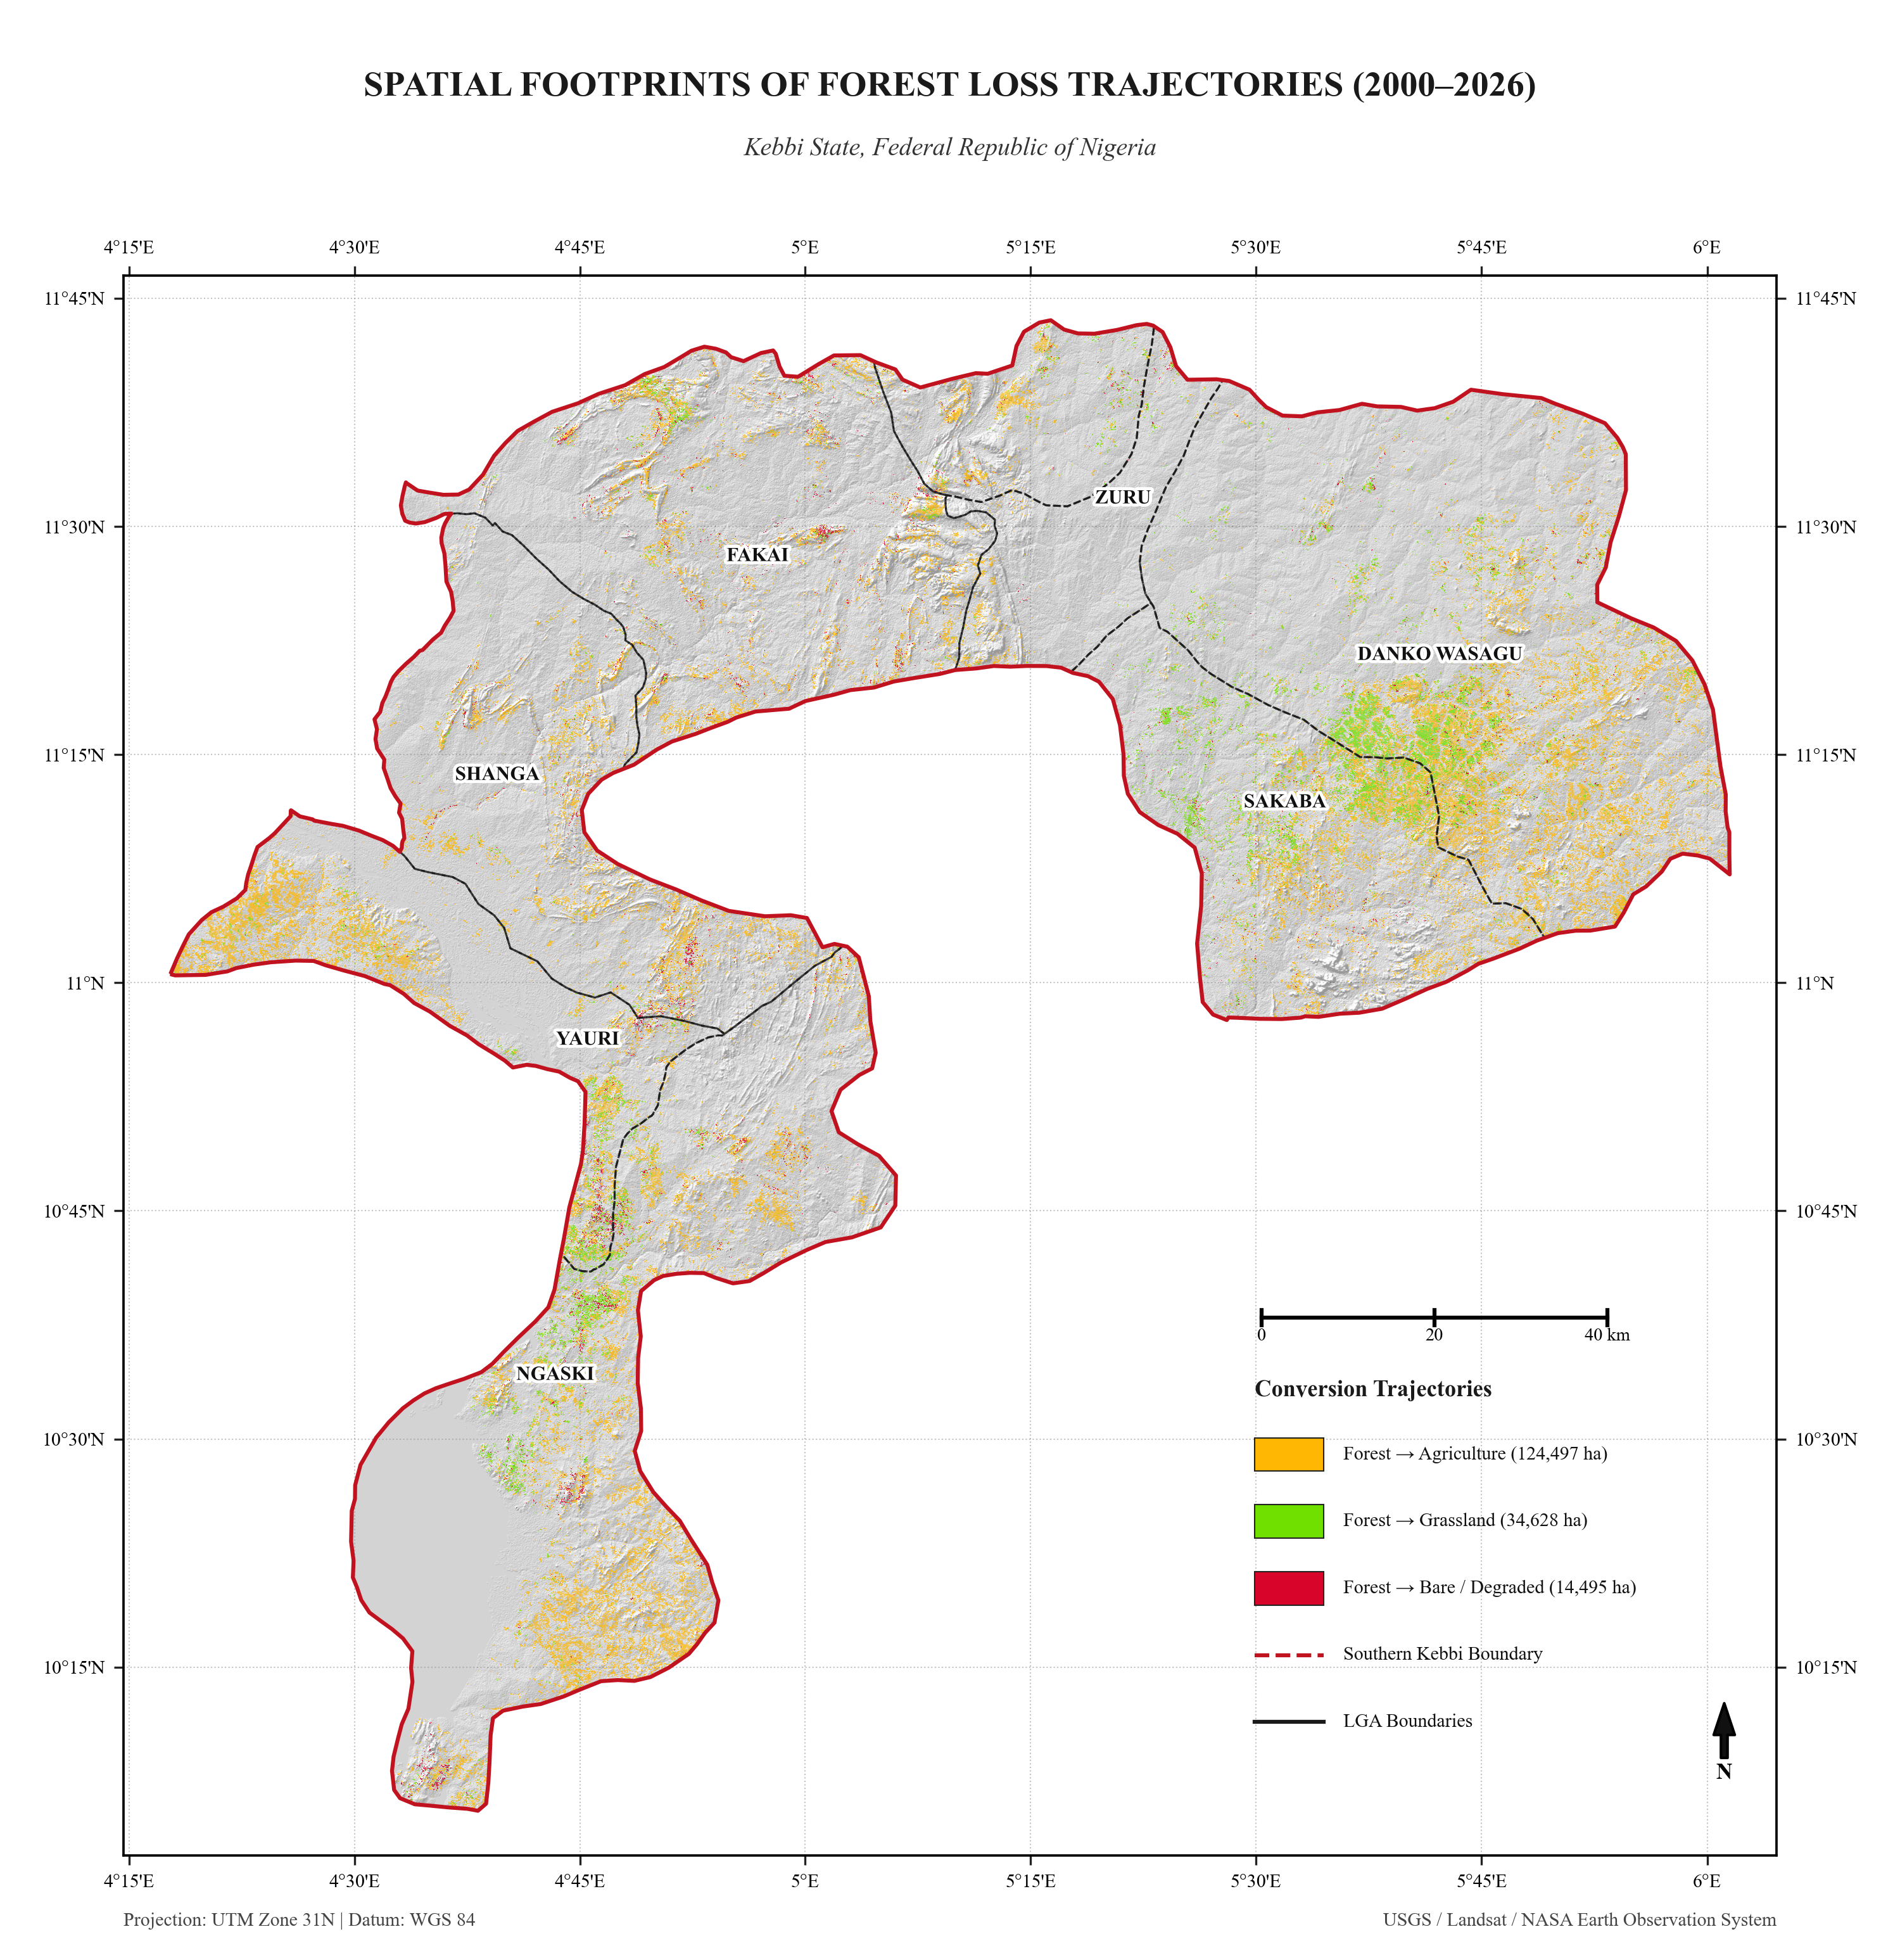 SPATIAL FOOTPRINTS OF FOREST LOSS TRAJECTORIES (2000–2026)
Kebbi State, Federal Republic of Nigeria
4°15'E 4°30'E 4°45'E 5°E 5°15'E 5°30'E 5°45'E 6°E
11°45'N 11°45'N
11°30'N 11°30'N
ZURU
FAKAI
DANKO WASAGU
11°15'N 11°15'N
SHANGA
SAKABA
11°N 11°N
YAURI
10°45'N 10°45'N
0 20 40 km
NGASKI
Conversion Trajectories
10°30'N 10°30'N
Forest → Agriculture (124,497 ha)
Forest → Grassland (34,628 ha)
Forest → Bare / Degraded (14,495 ha)
Southern Kebbi Boundary
10°15'N 10°15'N
LGA Boundaries
N
4°15'E 4°30'E 4°45'E 5°E 5°15'E 5°30'E 5°45'E 6°E
Projection: UTM Zone 31N | Datum: WGS 84
USGS / Landsat / NASA Earth Observation System